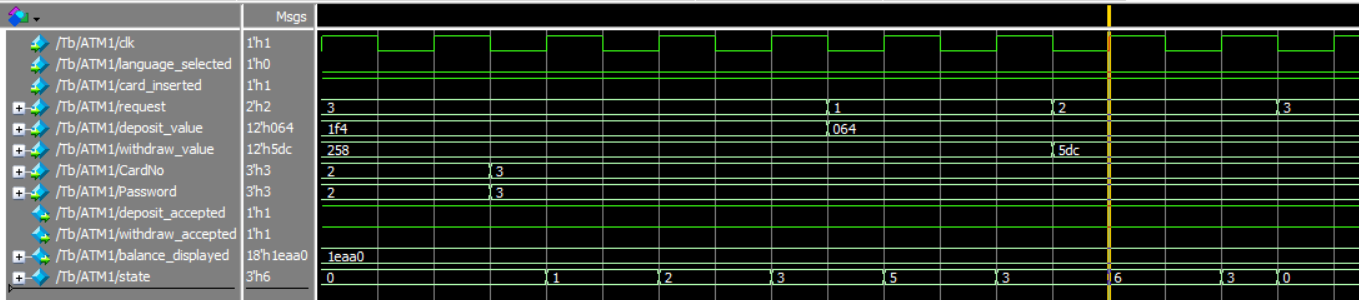 Msgs
/Tb/ATM1/clk 1'h1
/Tb/ATM1/language_selected 1'h0
/Tb/ATM1/card_inserted 1'h1
/Tb/ATM1/request 2'h2 3 1 2 3
/Tb/ATM1/deposit_value 12'h064 1f4 064
/Tb/ATM1/withdraw_value 12'h5dc 258 5dc
/Tb/ATM1/CardNo 3'h3 2 3
/Tb/ATM1/Password 3'h3 2 3
/Tb/ATM1/deposit_accepted 1'h1
/Tb/ATM1/withdraw_accepted 1'h1
/Tb/ATM1/balance_displayed 18'h1eaa0 1eaa0
/Tb/ATM1/state 3'h6 0 1 2 3 5 3 6 3 0